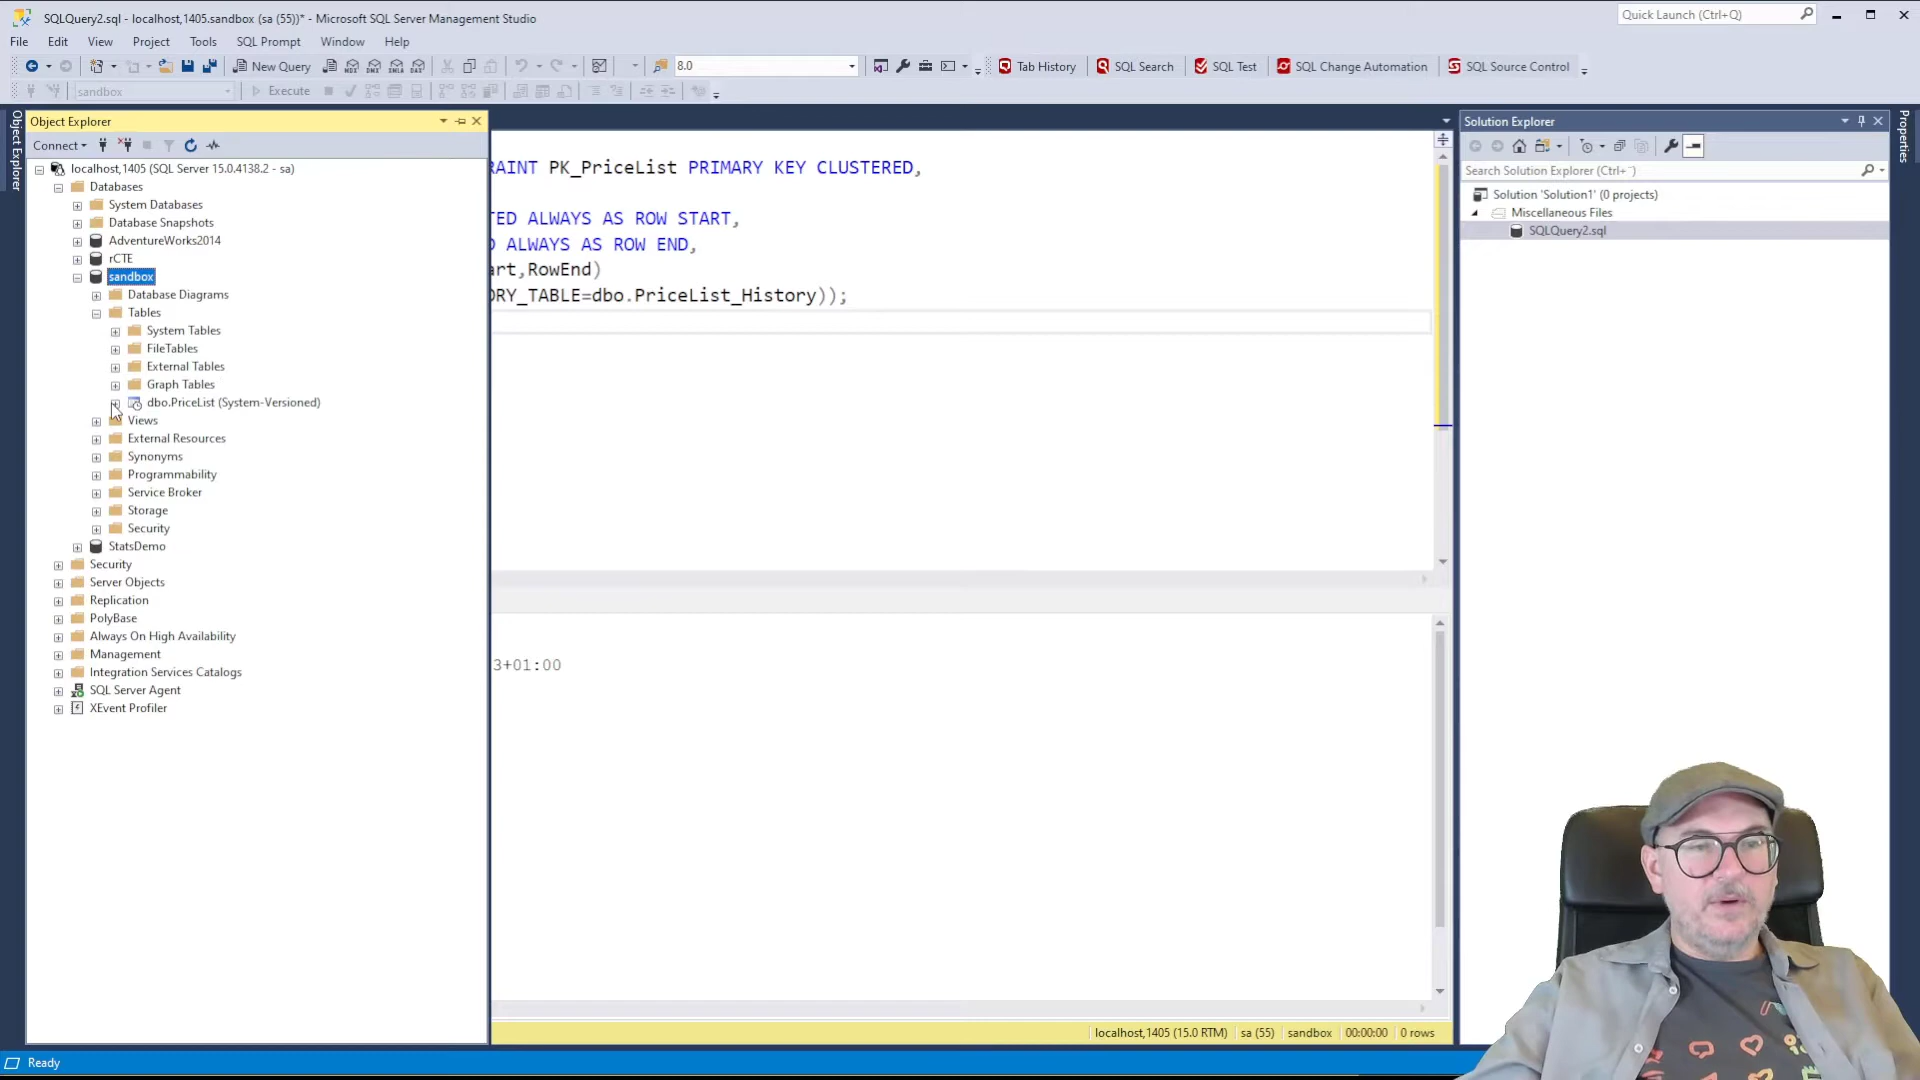 SQLQuery2.sql - localhost,1405.sandbox (sa (55))* - Microsoft SQL Server Management Studio
Quick Launch (Ctrl+Q)
File Edit View Project Tools SQL Prompt Window Help
New Query
8.0
Tab History SQL Search SQL Test SQL Change Automation SQL Source Control
sandbox
Execute
Object Explorer
Object Explorer
Connect
localhost,1405 (SQL Server 15.0.4138.2 - sa)
Databases
System Databases
Database Snapshots
AdventureWorks2014
rCTE
sandbox
Database Diagrams
Tables
System Tables
FileTables
External Tables
Graph Tables
dbo.PriceList (System-Versioned)
Views
External Resources
Synonyms
Programmability
Service Broker
Storage
Security
StatsDemo
Security
Server Objects
Replication
PolyBase
Always On High Availability
Management
Integration Services Catalogs
SQL Server Agent
XEvent Profiler
RAINT PK_PriceList PRIMARY KEY CLUSTERED,
TED ALWAYS AS ROW START,
D ALWAYS AS ROW END,
art,RowEnd)
ORY_TABLE=dbo.PriceList_History));
3+01:00
localhost,1405 (15.0 RTM) sa (55) sandbox 00:00:00 0 rows
Solution Explorer
Search Solution Explorer (Ctrl+¨)
Solution 'Solution1' (0 projects)
Miscellaneous Files
SQLQuery2.sql
Properties
Ready